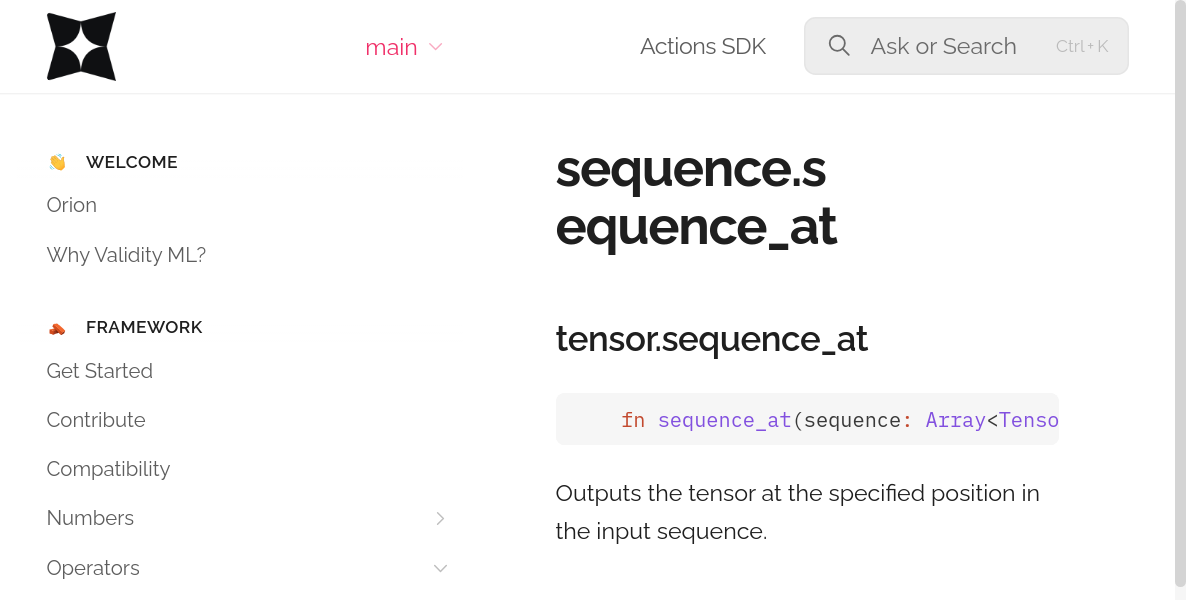 main
Actions SDK
Ask or Search
Ctrl + K
WELCOME
Orion
Why Validity ML?
FRAMEWORK
Get Started
Contribute
Compatibility
Numbers
Operators
sequence.s
equence_at
tensor.sequence_at
fn sequence_at(sequence: Array<Tenso
Outputs the tensor at the specified position in
the input sequence.